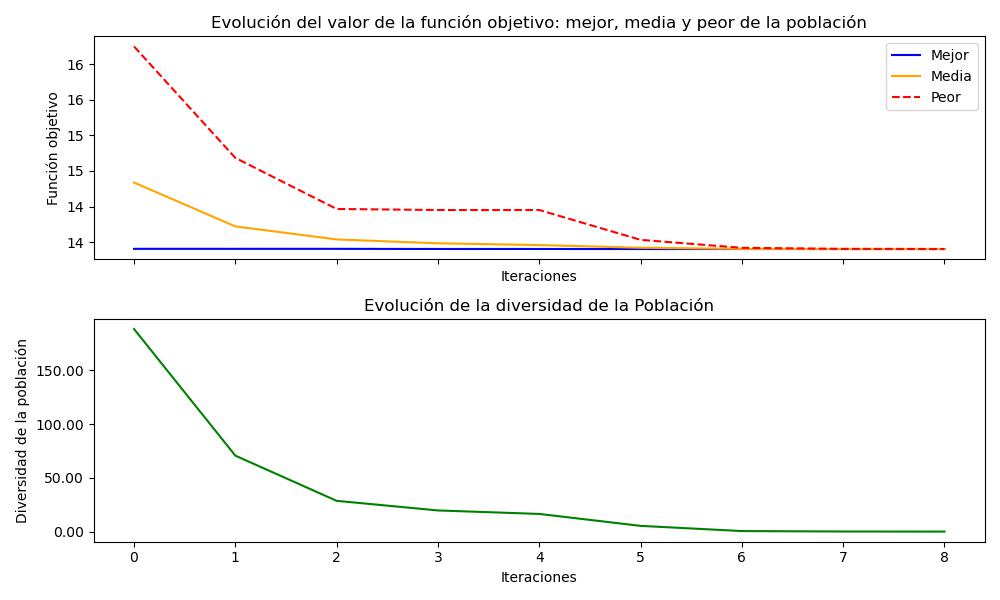 Evolución del valor de la función objetivo: mejor, media y peor de la población
Función objetivo
16
16
15
15
14
14
Mejor
Media
Peor
Iteraciones
Evolución de la diversidad de la Población
Diversidad de la población
150.00
100.00
50.00
0.00
0 1 2 3 4 5 6 7 8
Iteraciones